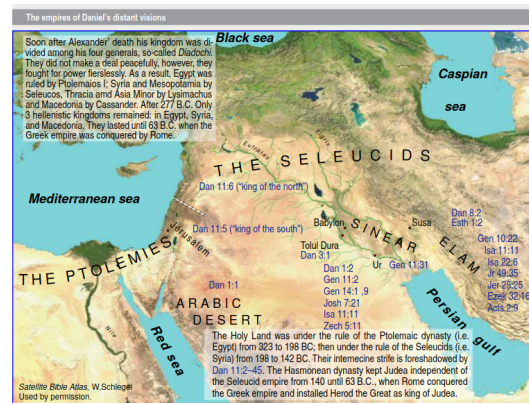 The empires of Daniel's distant visions
Soon after Alexander' death his kingdom was di-
vided among his four generals, so-called Diadochi.
They did not make a deal peacefully, however, they
fought for power fierslessly. As a result, Egypt was
ruled by Ptolemaios I; Syria and Mesopotamia by
Seleucos, Thracia amd Asia Minor by Lysimachus
and Macedonia by Cassander. After 277 B.C. Only
3 hellenistic kingdoms remained: in Egypt, Syria,
and Macedonia. They lasted until 63 B.C. when the
Greek empire was conquered by Rome.
Black sea
Caspian
sea
Eufrates
Tigris
THE SELEUCIDS
Dan 11:6 ("king of the north")
Mediterranean sea
Jerusalem
Dan 11:5 ("king of the south")
Babylon
SINEAR
Susa
Dan 8:2
Esth 1:2
ELAM
Gen 10:22
Isa 11:11
Isa 22:6
Jr 49:35
Jer 25:25
Ezek 32:16
Acts 2:9
Tolul Dura
Dan 3:1
Ur
Gen 11:31
THE PTOLEMIES
Dan 1:1
Dan 1:2
Gen 11:2
Gen 14:1 ,9
Josh 7:21
Isa 11:11
Zech 5:11
ARABIC
DESERT
Nile
Red sea
Persian gulf
The Holy Land was under the rule of the Ptolemaic dynasty (i.e.
Egypt) from 323 to 198 BC; then under the rule of the Seleucids (i.e.
Syria) from 198 to 142 BC. Their internecine strife is foreshadowed by
Dan 11:2–45. The Hasmonean dynasty kept Judea independent of
the Seleucid empire from 140 until 63 B.C., when Rome conquered
the Greek empire and installed Herod the Great as king of Judea.
Satellite Bible Atlas, W.Schlegel
Used by permission.